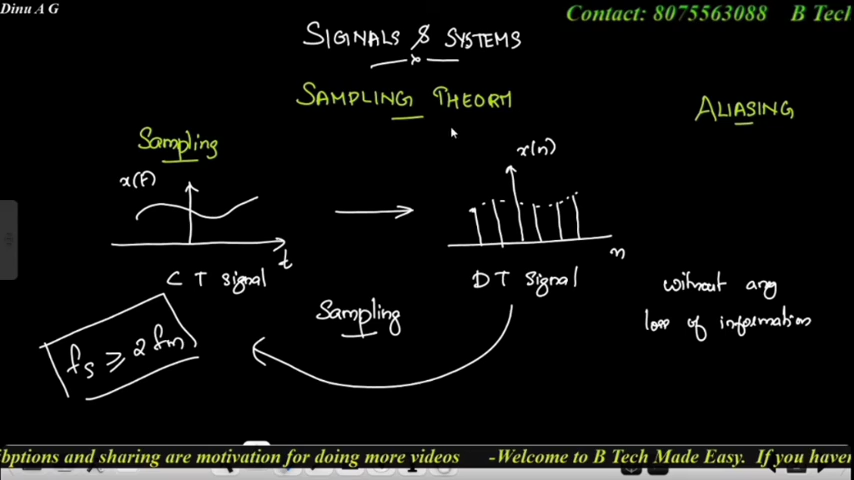 Dinu A G
Contact: 8075563088 B Tech
SIGNALS & SYSTEMS
SAMPLING THEORM
ALIASING
Sampling
x(t)
t
CT Signal
x(n)
n
DT Signal
without any
loss of information
Sampling
fs ≥ 2fm
ibptions and sharing are motivation for doing more videos -Welcome to B Tech Made Easy. If you haven